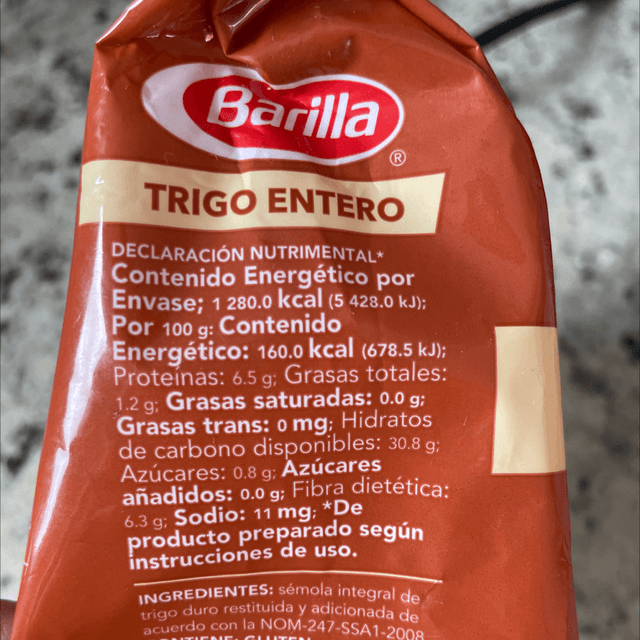 Barilla
®
TRIGO ENTERO
DECLARACIÓN NUTRIMENTAL*
Contenido Energético por
Envase; 1 280.0 kcal (5 428.0 kJ);
Por 100 g: Contenido
Energético: 160.0 kcal (678.5 kJ);
Proteínas: 6.5 g; Grasas totales:
1.2 g; Grasas saturadas: 0.0 g;
Grasas trans: 0 mg; Hidratos
de carbono disponibles: 30.8 g;
Azúcares: 0.8 g; Azúcares
añadidos: 0.0 g; Fibra dietética:
6.3 g; Sodio: 11 mg; *De
producto preparado según
instrucciones de uso.
INGREDIENTES: sémola integral de
trigo duro restituida y adicionada de
acuerdo con la NOM-247-SSA1-2008
CONTIENE: GLUTEN